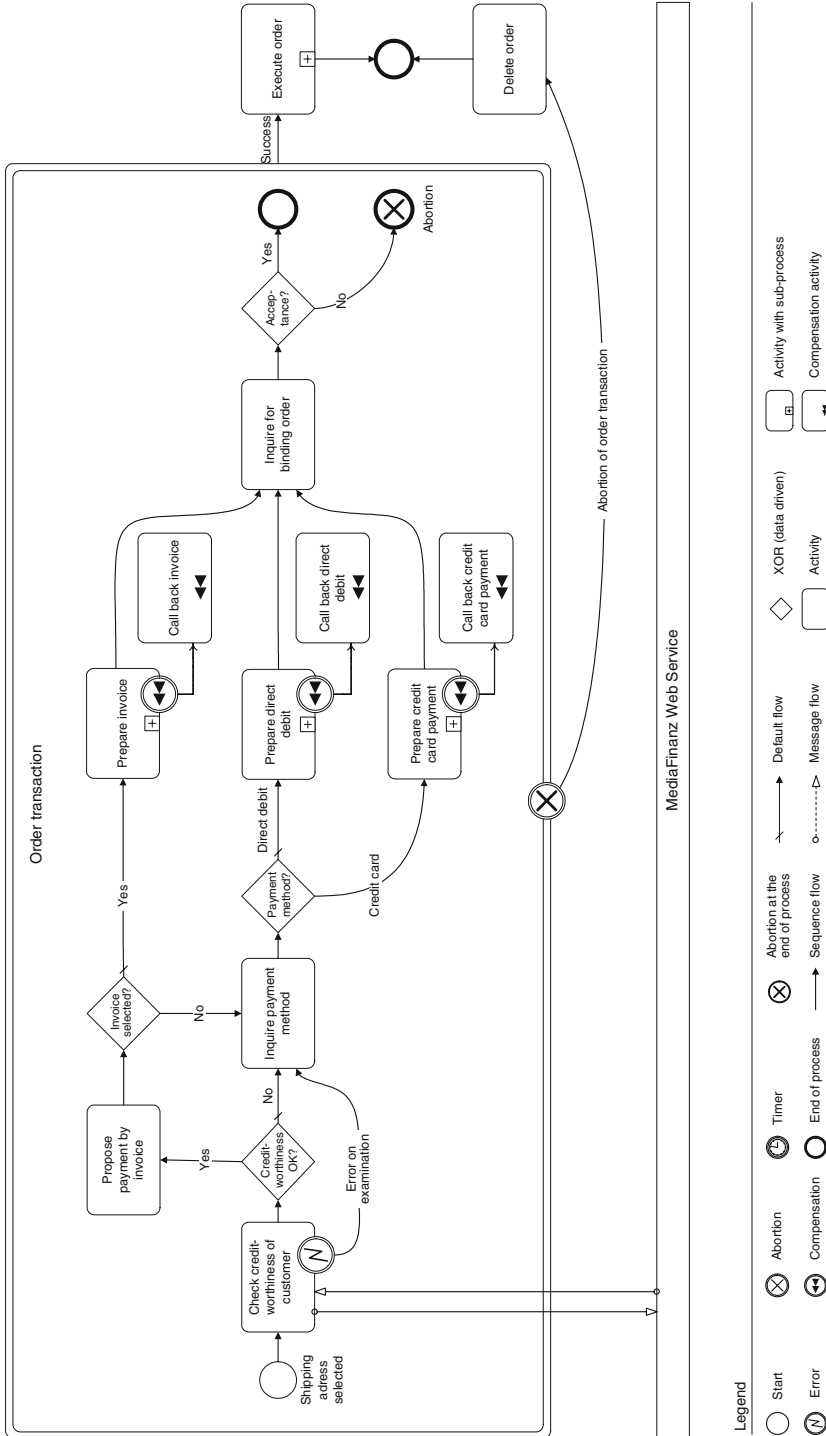 Order transaction
Shipping
adress
selected
Check credit-
worthiness of
customer
Error on
examination
Credit-
worthiness
OK?
Yes
No
Propose
payment by
invoice
Invoice
selected?
Yes
No
Inquire payment
method
Payment
method?
Direct debit
Credit card
Prepare invoice
Call back invoice
Prepare direct
debit
Call back direct
debit
Prepare credit
card payment
Call back credit
card payment
Inquire for
binding order
Accep-
tance?
Yes
No
Abortion
Success
Execute order
Delete order
Abortion of order transaction
MediaFinanz Web Service
Legend
Start
Abortion
Timer
Abortion at the
end of process
Default flow
XOR (data driven)
Activity with sub-process
Error
Compensation
End of process
Sequence flow
Message flow
Activity
Compensation activity